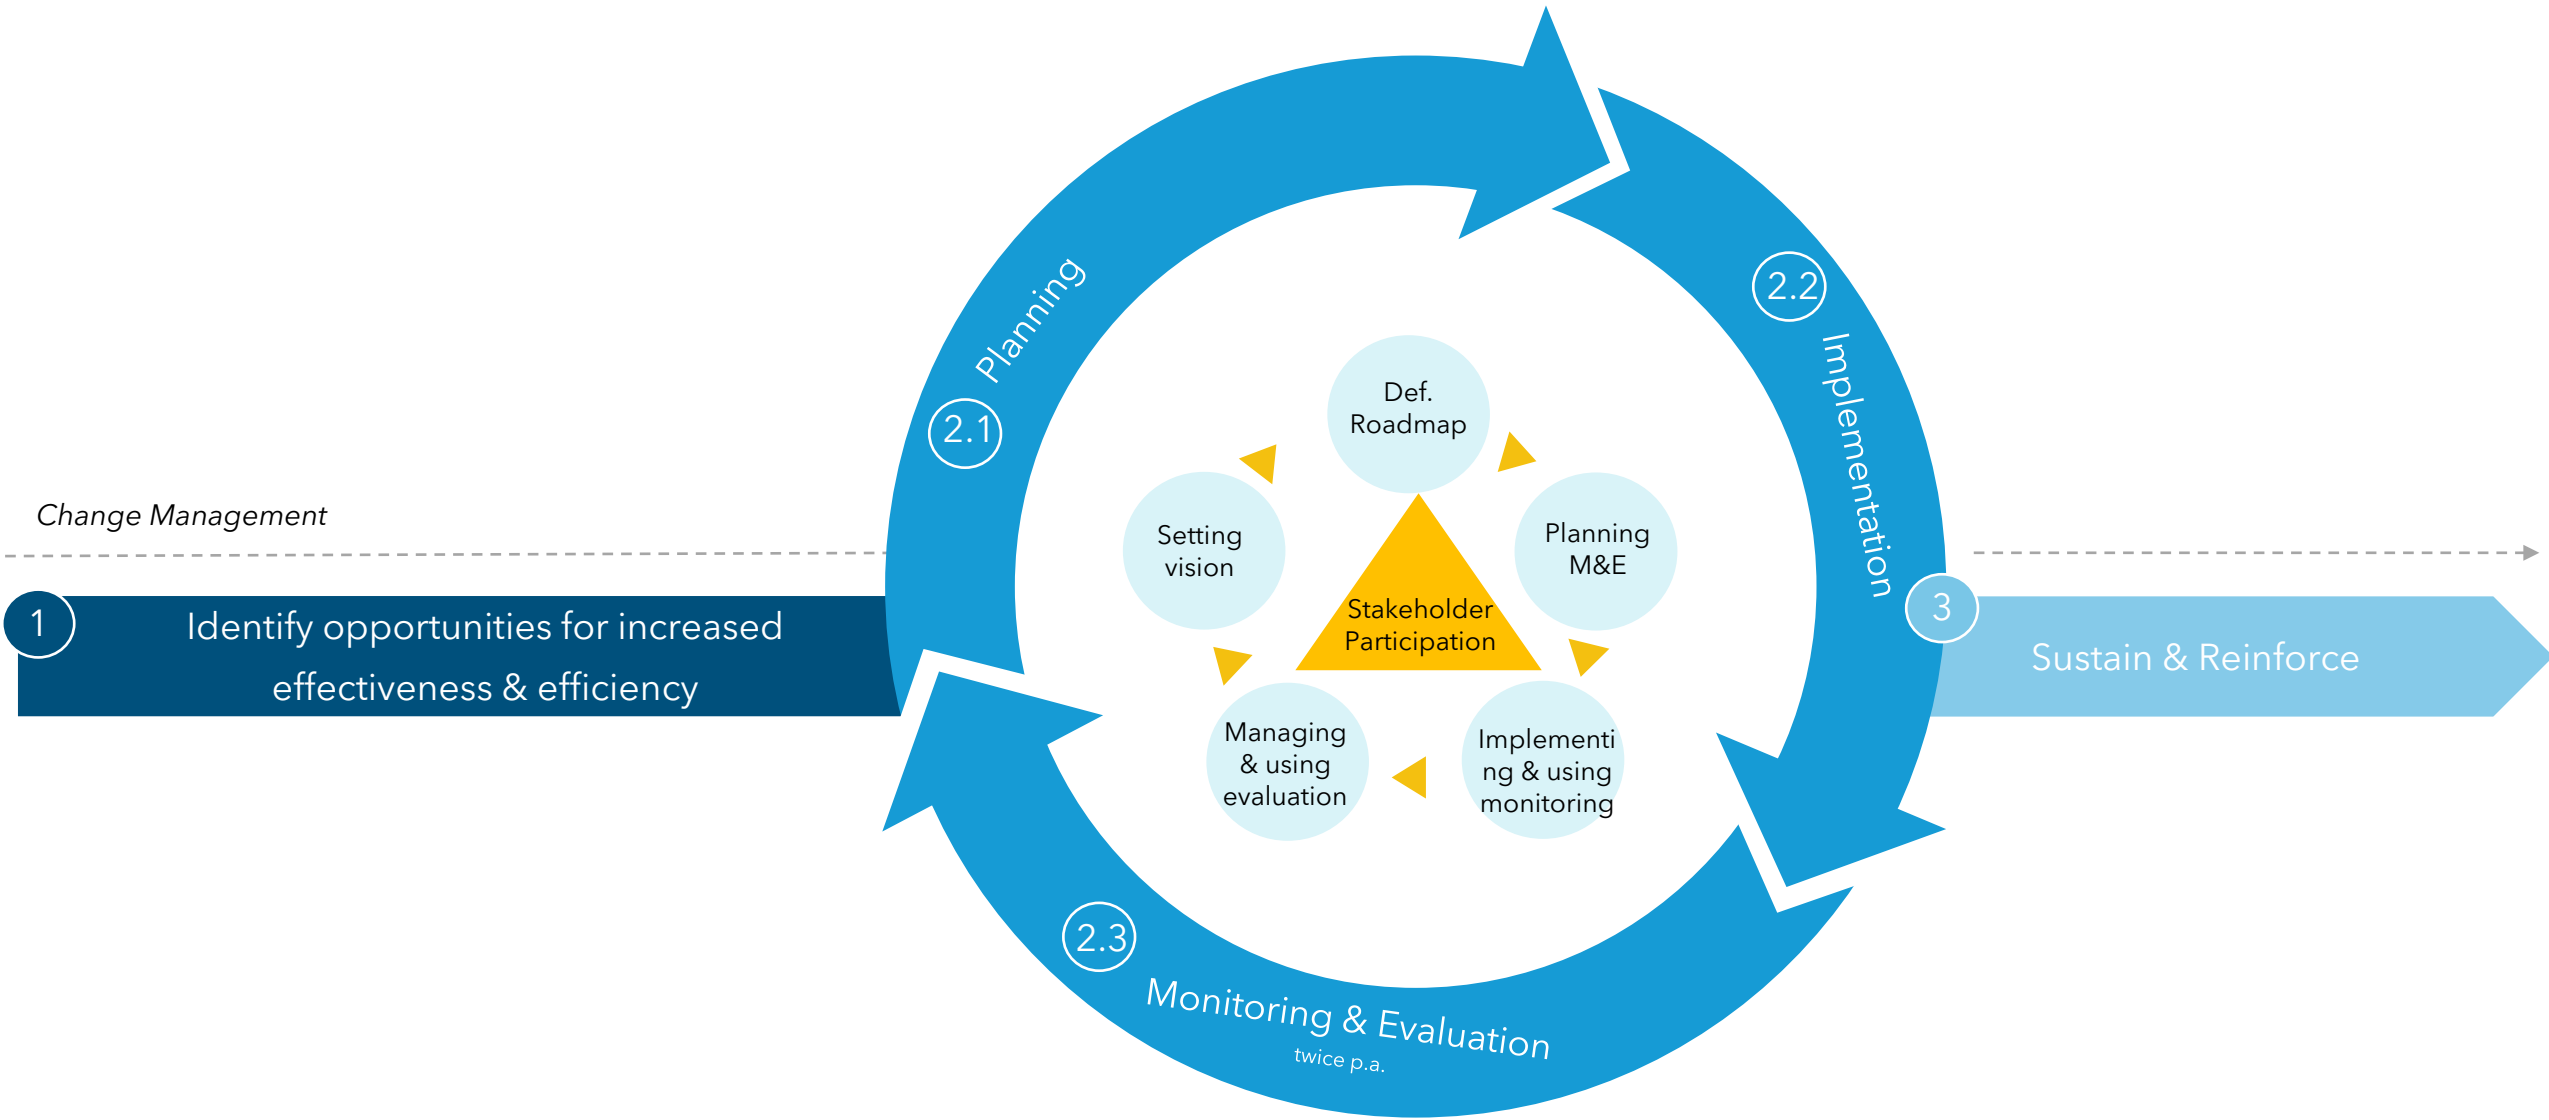 Change Management
1
Identify opportunities for increased
effectiveness & efficiency
2.1
Planning
2.2
Implementation
2.3
Monitoring & Evaluation
twice p.a.
Def.
Roadmap
Planning
M&E
Implementi
ng & using
monitoring
Managing
& using
evaluation
Setting
vision
Stakeholder
Participation
3
Sustain & Reinforce